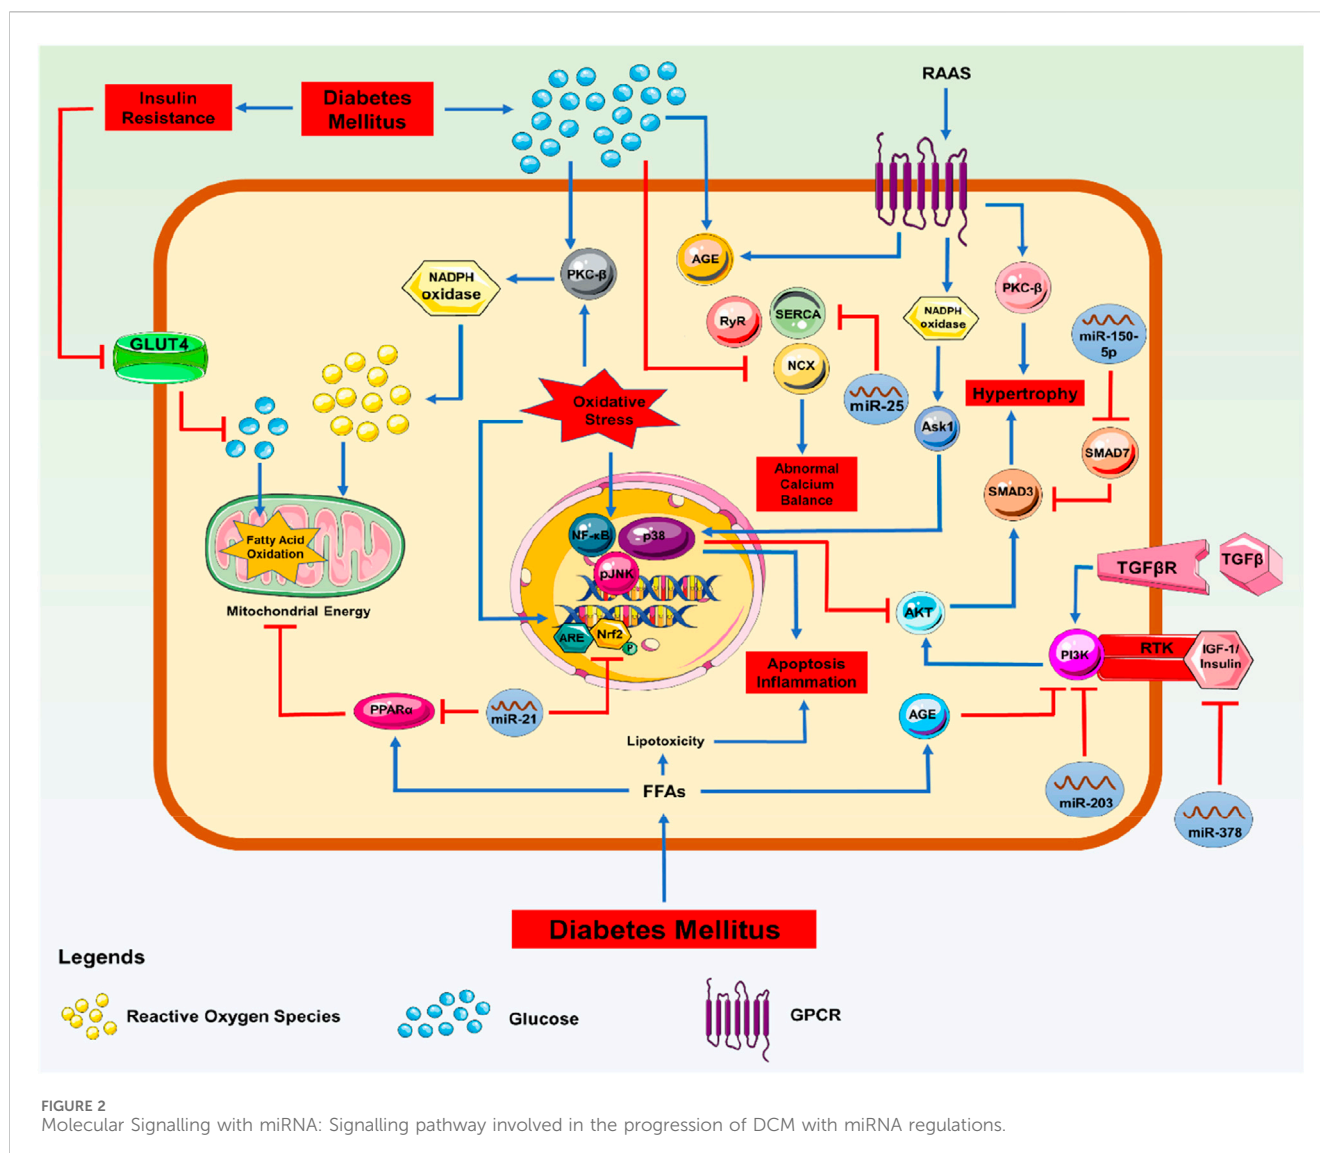 RAAS
Insulin
Resistance
Diabetes
Mellitus
AGE
PKC-β
NADPH
oxidase
PKC-β
RyR
SERCA
NADPH
oxidase
miR-150-
5p
GLUT4
NCX
miR-25
Hypertrophy
Oxidative
Stress
Ask1
SMAD7
Abnormal
Calcium
Balance
SMAD3
Fatty Acid
Oxidation
NF-κB
p38
pJNK
TGFβR
TGFβ
Mitochondrial Energy
AKT
ARE
Nrf2
P
PI3K
RTK
IGF-1/
Insulin
Apoptosis
Inflammation
PPARα
miR-21
AGE
Lipotoxicity
FFAs
miR-203
miR-378
Diabetes Mellitus
Legends
Reactive Oxygen Species
Glucose
GPCR
FIGURE 2
Molecular Signalling with miRNA: Signalling pathway involved in the progression of DCM with miRNA regulations.